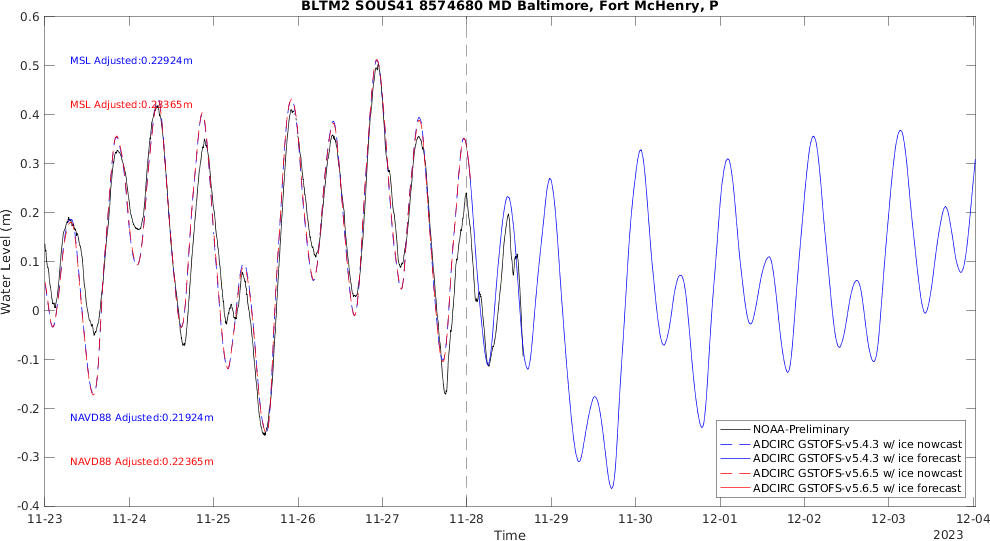 BLTM2 SOUS41 8574680 MD Baltimore, Fort McHenry, P
0.6
0.5
0.4
0.3
0.2
0.1
0
-0.1
-0.2
-0.3
-0.4
Water Level (m)
MSL Adjusted:0.22924m
MSL Adjusted:0.23365m
NAVD88 Adjusted:0.21924m
NAVD88 Adjusted:0.22365m
NOAA-Preliminary
ADCIRC GSTOFS-v5.4.3 w/ ice nowcast
ADCIRC GSTOFS-v5.4.3 w/ ice forecast
ADCIRC GSTOFS-v5.6.5 w/ ice nowcast
ADCIRC GSTOFS-v5.6.5 w/ ice forecast
11-23 11-24 11-25 11-26 11-27 11-28 11-29 11-30 12-01 12-02 12-03 12-04
Time
2023